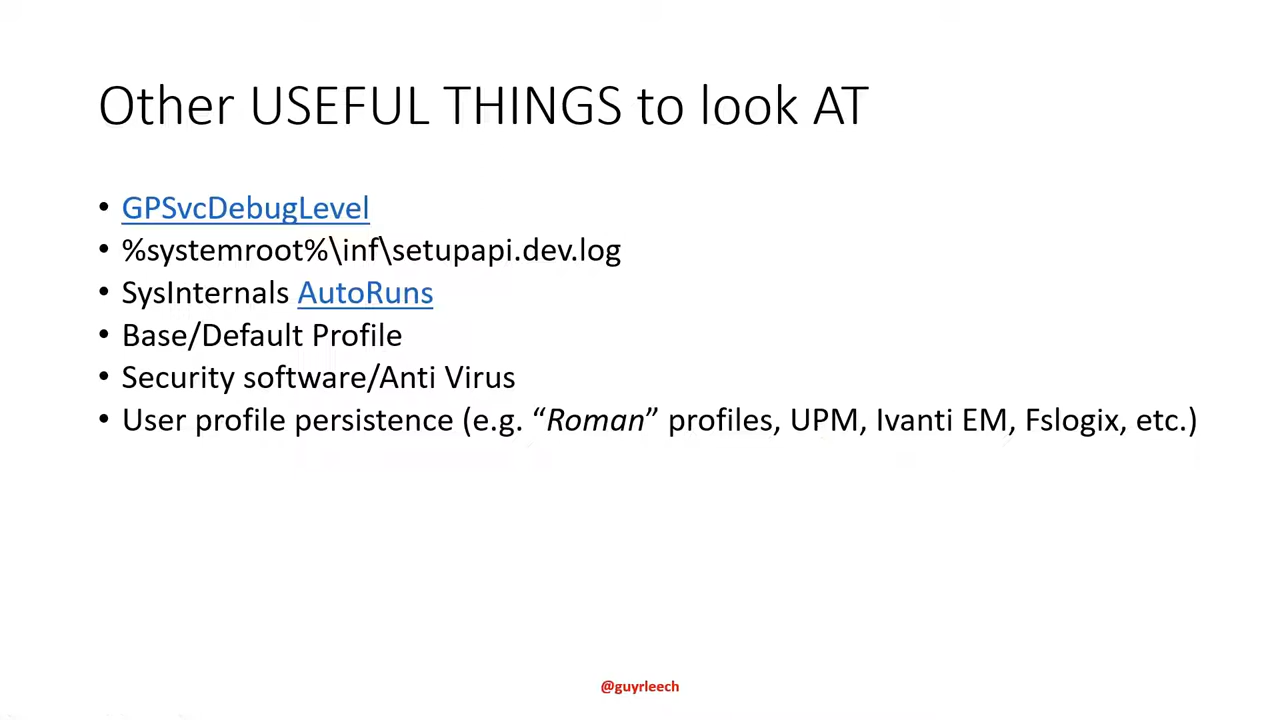 Other USEFUL THINGS to look AT
• GPSvcDebugLevel
• %systemroot%\inf\setupapi.dev.log
• SysInternals AutoRuns
• Base/Default Profile
• Security software/Anti Virus
• User profile persistence (e.g. “Roman” profiles, UPM, Ivanti EM, Fslogix, etc.)
@guyrleech